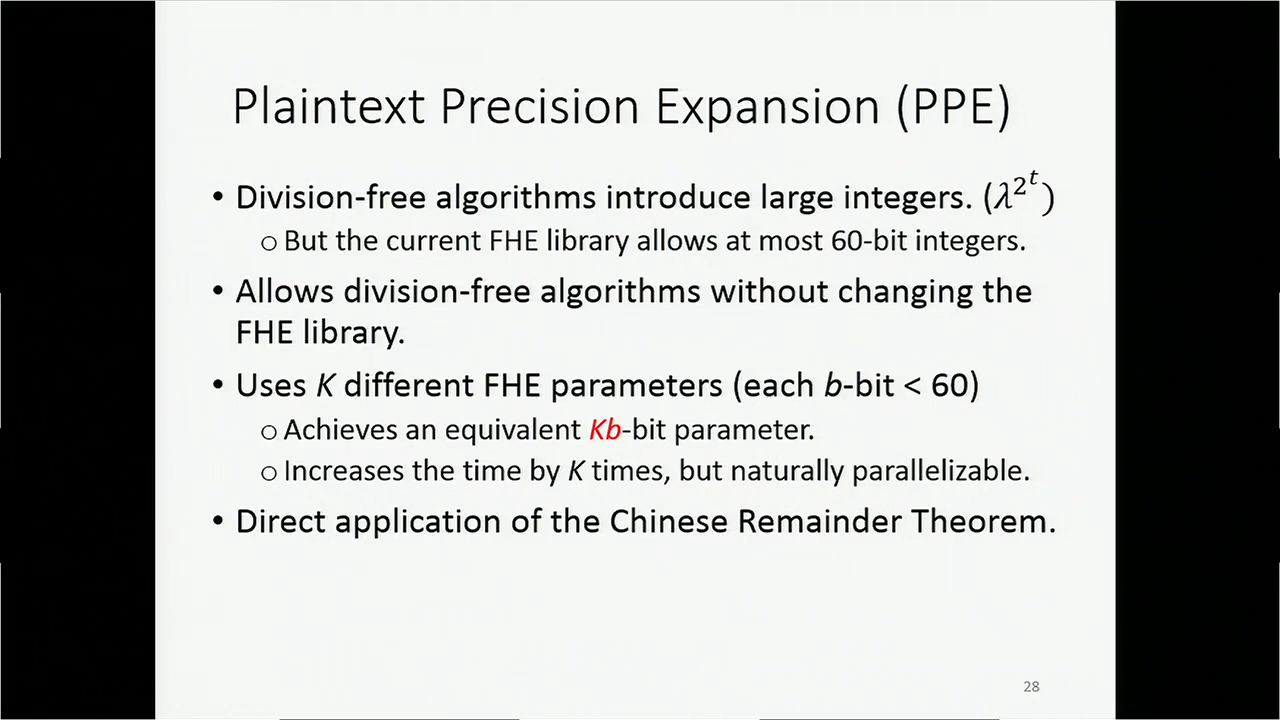 Plaintext Precision Expansion (PPE)
• Division-free algorithms introduce large integers. (λ^{2^t})
○ But the current FHE library allows at most 60-bit integers.
• Allows division-free algorithms without changing the
FHE library.
• Uses K different FHE parameters (each b-bit < 60)
○ Achieves an equivalent Kb-bit parameter.
○ Increases the time by K times, but naturally parallelizable.
• Direct application of the Chinese Remainder Theorem.
28